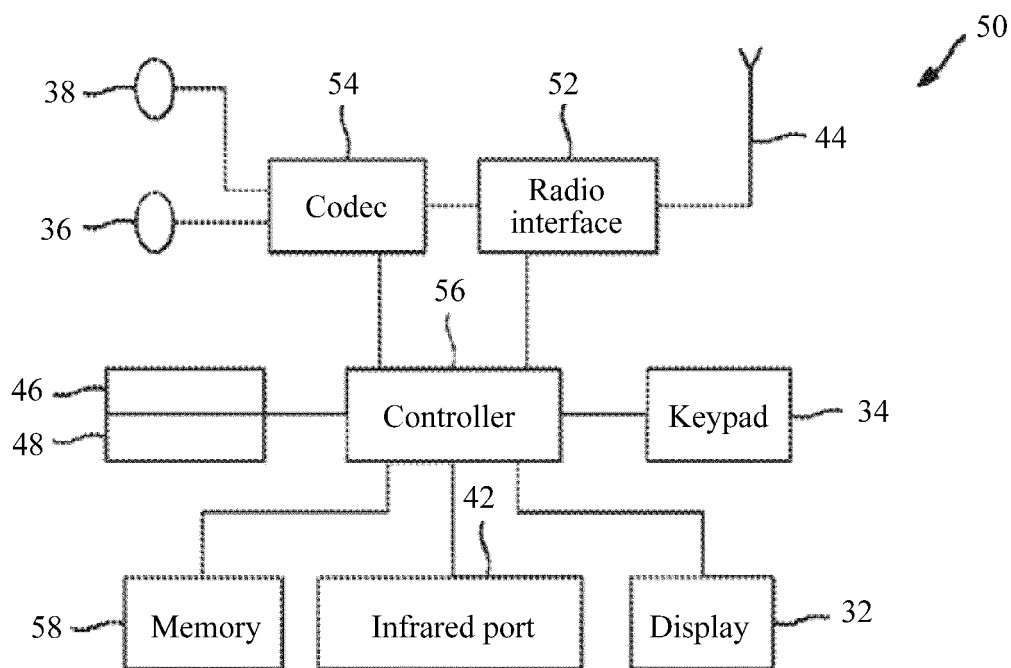 50
38
54
52
44
Codec
Radio
interface
36
56
46
48
Controller
Keypad
34
42
58
Memory
Infrared port
Display
32